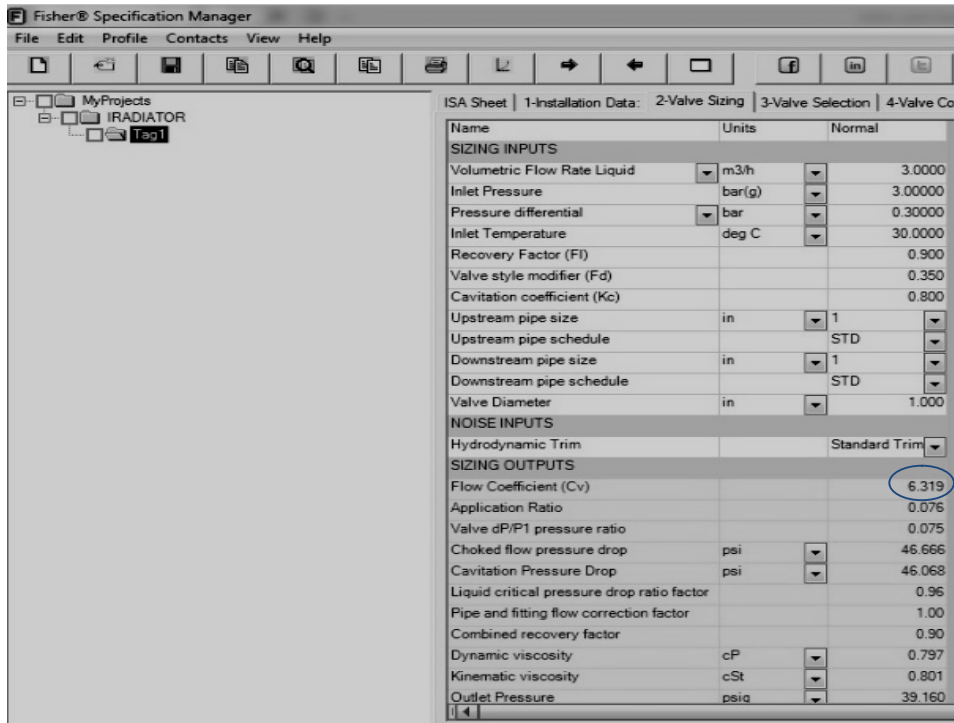 Fisher® Specification Manager
File Edit Profile Contacts View Help
MyProjects
IRADIATOR
Tag1
ISA Sheet 1-Installation Data: 2-Valve Sizing 3-Valve Selection 4-Valve Co
Name Units Normal
SIZING INPUTS
Volumetric Flow Rate Liquid m3/h 3.0000
Inlet Pressure bar(g) 3.00000
Pressure differential bar 0.30000
Inlet Temperature deg C 30.0000
Recovery Factor (Fl) 0.900
Valve style modifier (Fd) 0.350
Cavitation coefficient (Kc) 0.800
Upstream pipe size in 1
Upstream pipe schedule STD
Downstream pipe size in 1
Downstream pipe schedule STD
Valve Diameter in 1.000
NOISE INPUTS
Hydrodynamic Trim Standard Trim
SIZING OUTPUTS
Flow Coefficient (Cv) 6.319
Application Ratio 0.076
Valve dP/P1 pressure ratio 0.075
Choked flow pressure drop psi 46.666
Cavitation Pressure Drop psi 46.068
Liquid critical pressure drop ratio factor 0.96
Pipe and fitting flow correction factor 1.00
Combined recovery factor 0.90
Dynamic viscosity cP 0.797
Kinematic viscosity cSt 0.801
Outlet Pressure psig 39.160